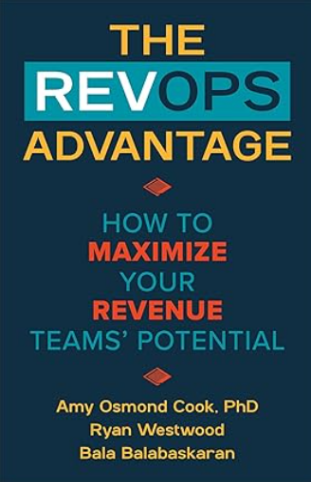 THE
REVOPS
ADVANTAGE
HOW TO
MAXIMIZE
YOUR
REVENUE
TEAMS' POTENTIAL
Amy Osmond Cook, PhD
Ryan Westwood
Bala Balabaskaran